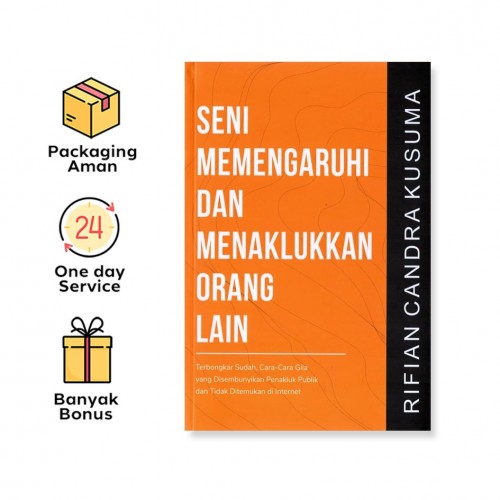 Packaging
Aman
24
One day
Service
Banyak
Bonus
SENI
MEMENGARUHI
DAN
MENAKLUKKAN
ORANG
LAIN
Terbongkar Sudah, Cara-Cara Gila
yang Disembunyikan Penakluk Publik
dan Tidak Ditemukan di Internet
RIFIAN CANDRA KUSUMA